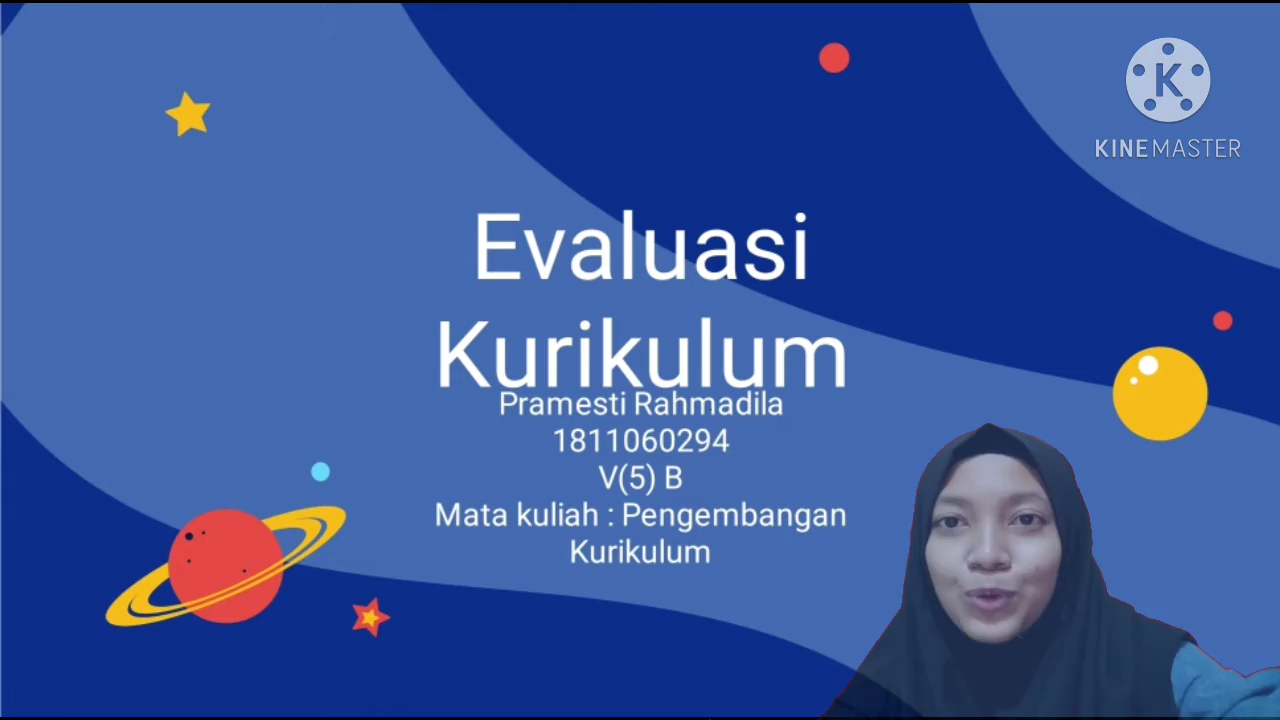 K
KINEMASTER
Evaluasi
Kurikulum
Pramesti Rahmadila
1811060294
V(5) B
Mata kuliah : Pengembangan
Kurikulum